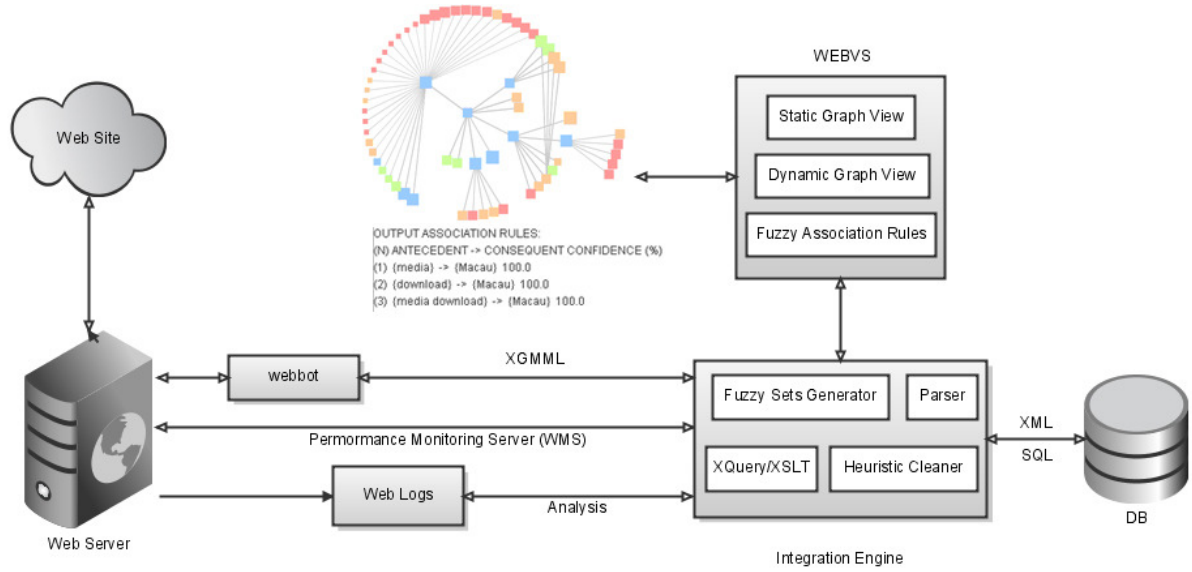 WEBVS
Web Site
Static Graph View
Dynamic Graph View
Fuzzy Association Rules
OUTPUT ASSOCIATION RULES:
(N) ANTECEDENT -> CONSEQUENT CONFIDENCE (%)
(1) {media} -> {Macau} 100.0
(2) {download} -> {Macau} 100.0
(3) {media download} -> {Macau} 100.0
webbot
XGMML
Fuzzy Sets Generator
Parser
Permormance Monitoring Server (WMS)
XML
SQL
XQuery/XSLT
Heuristic Cleaner
Web Logs
Analysis
DB
Web Server
Integration Engine